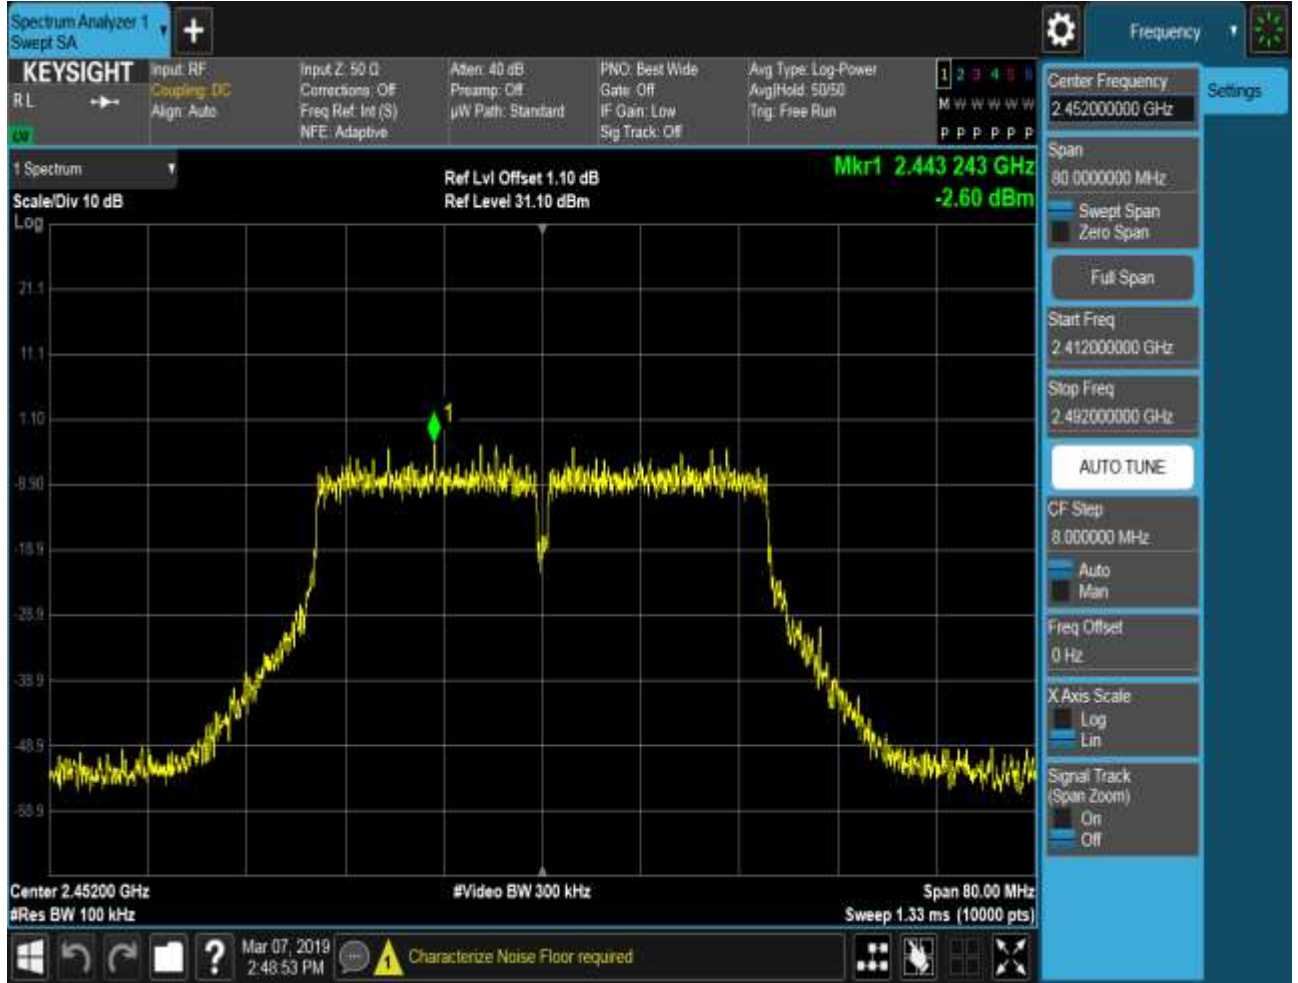 Spectrum Analyzer 1
Swept SA
+
Frequency
KEYSIGHT
RL
Input: RF
Coupling: DC
Align: Auto
Input Z: 50 Ω
Corrections: Off
Freq Ref: Int (S)
NFE: Adaptive
Atten: 40 dB
Preamp: Off
µW Path: Standard
PNO: Best Wide
Gate: Off
IF Gain: Low
Sig Track: Off
Avg Type: Log-Power
Avg|Hold: 50/50
Trig: Free Run
1 2 3 4 5 6
M W W W W W
P P P P P P
Center Frequency
2.452000000 GHz
Settings
Span
80.0000000 MHz
Swept Span
Zero Span
Full Span
Start Freq
2.412000000 GHz
Stop Freq
2.492000000 GHz
AUTO TUNE
CF Step
8.000000 MHz
Auto
Man
Freq Offset
0 Hz
X Axis Scale
Log
Lin
Signal Track
(Span Zoom)
On
Off
1 Spectrum
Scale/Div 10 dB
Log
Ref Lvl Offset 1.10 dB
Ref Level 31.10 dBm
Mkr1 2.443 243 GHz
-2.60 dBm
21.1
11.1
1.10
-8.90
-18.9
-28.9
-38.9
-48.9
-58.9
1
Center 2.45200 GHz
#Res BW 100 kHz
#Video BW 300 kHz
Span 80.00 MHz
Sweep 1.33 ms (10000 pts)
?
Mar 07, 2019
2:48:53 PM
1
Characterize Noise Floor required